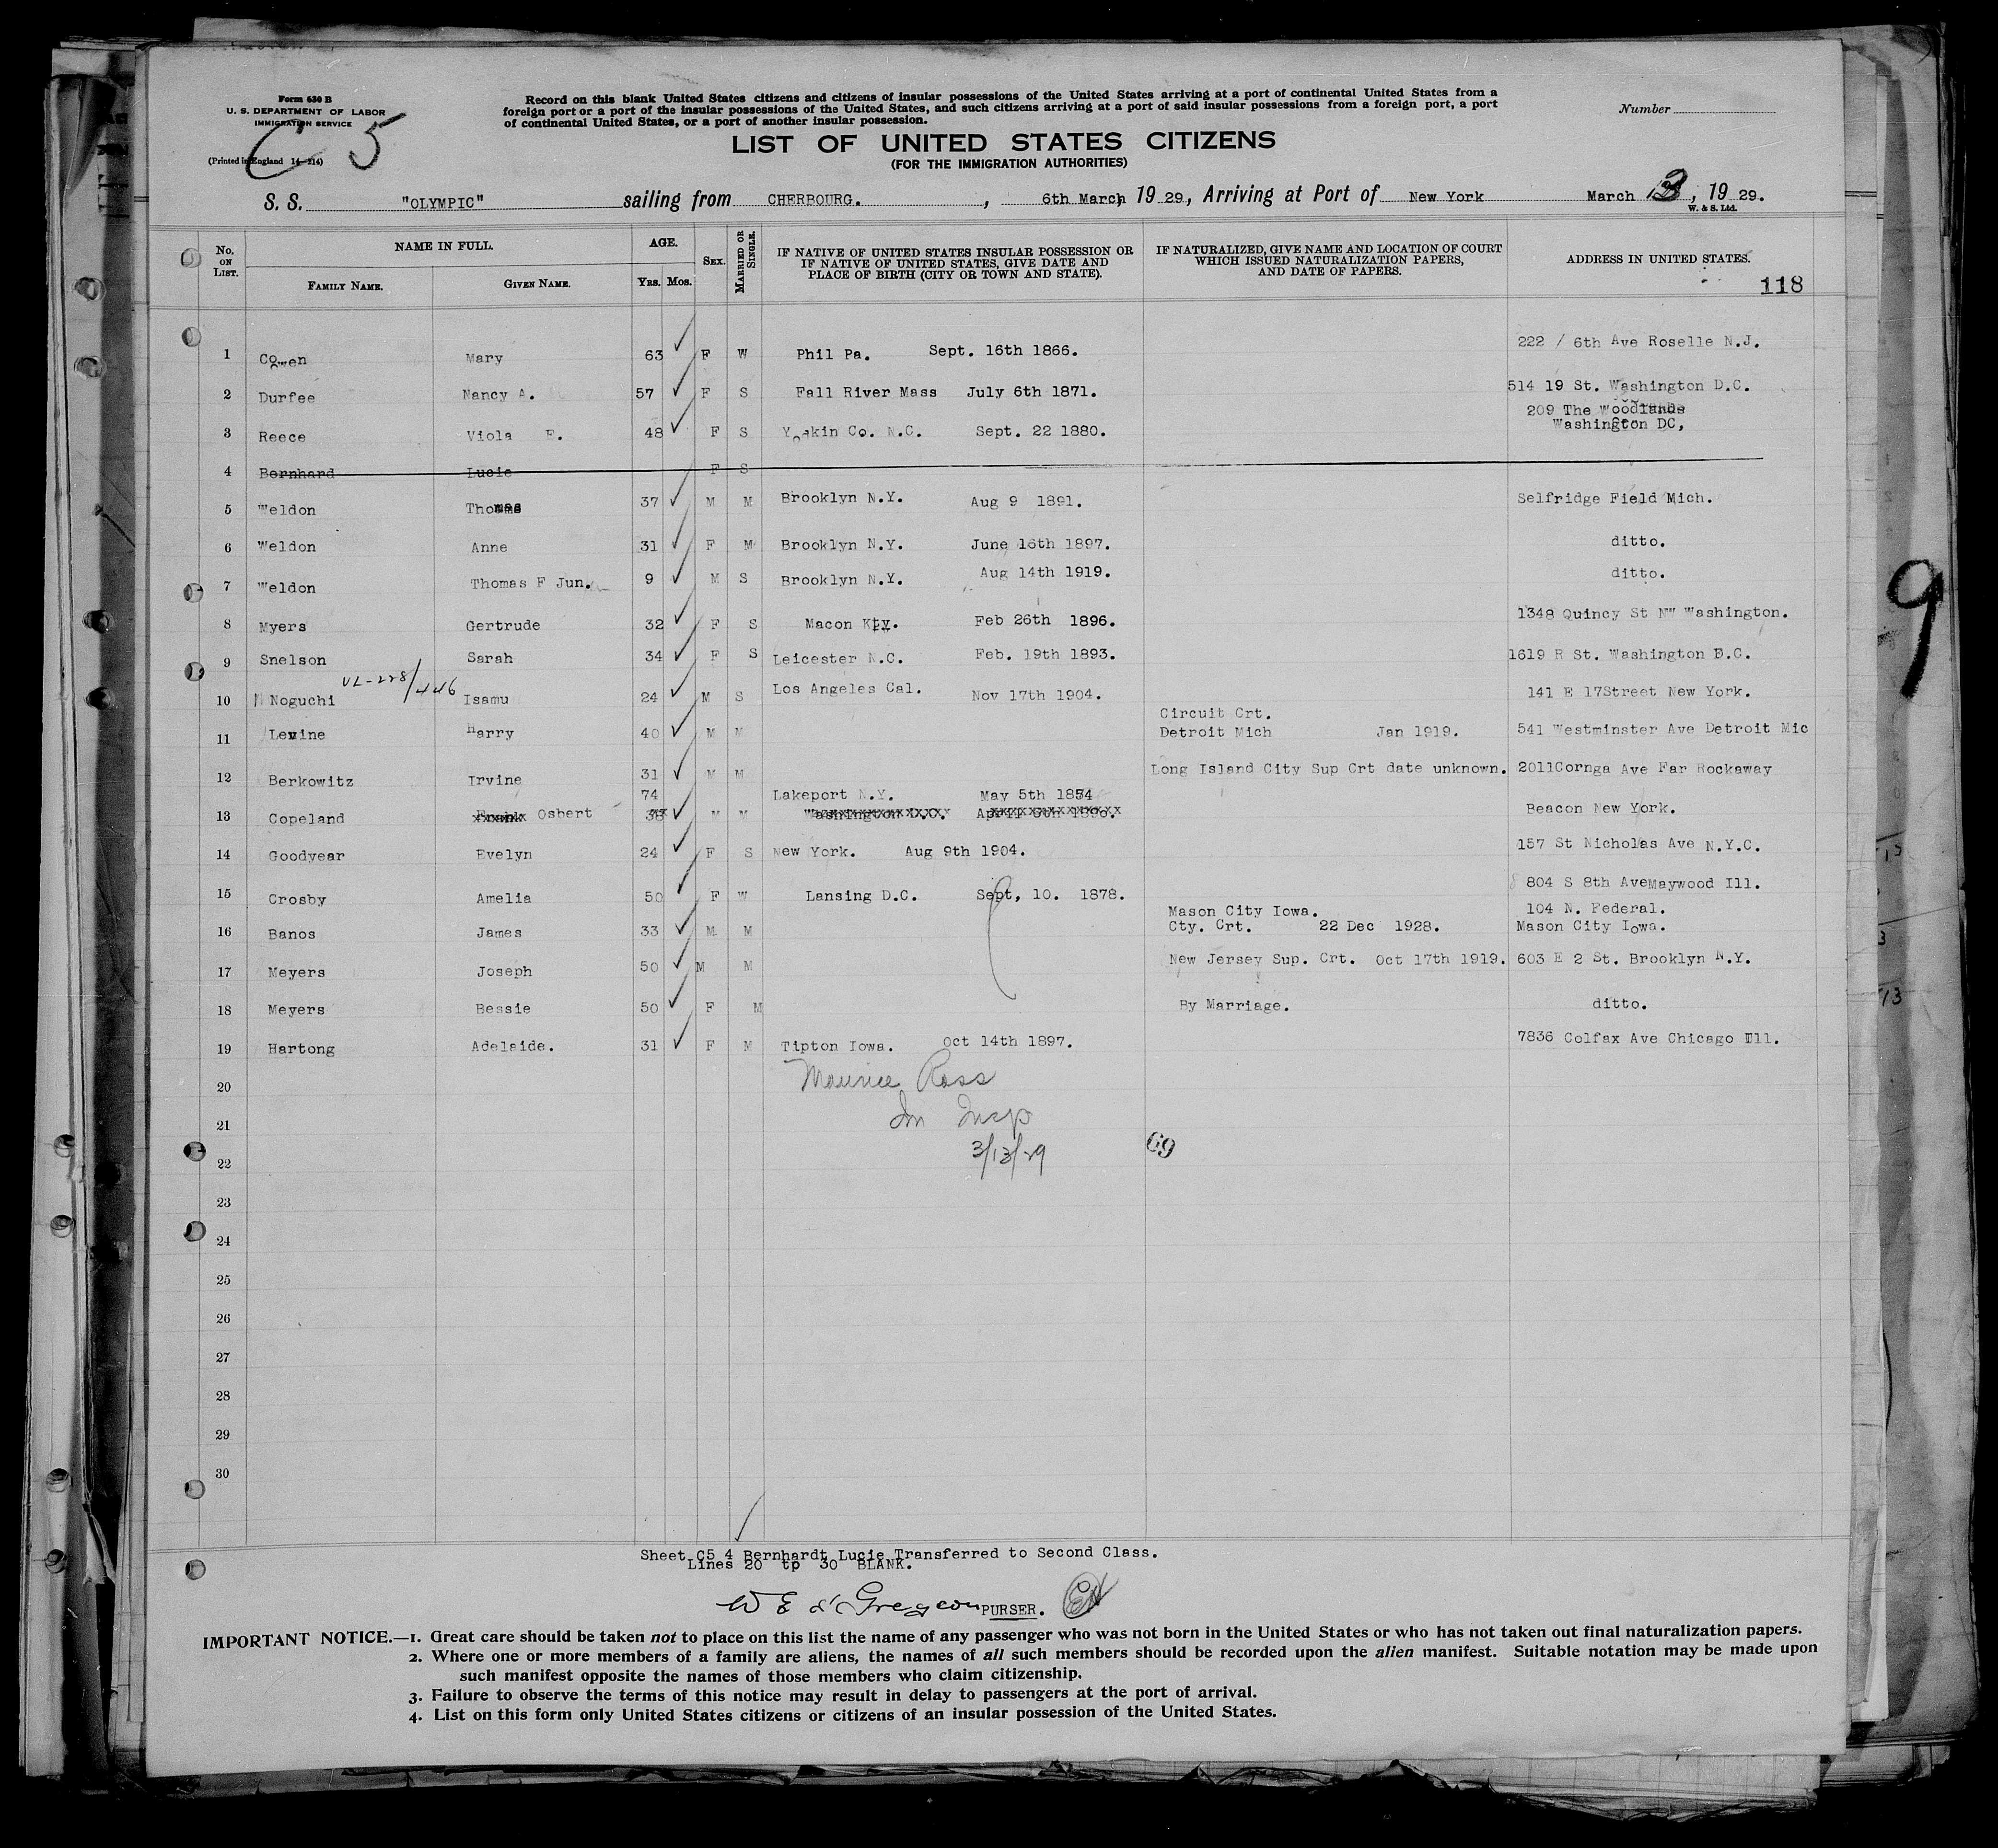 Form 630 B
U. S. DEPARTMENT OF LABOR
IMMIGRATION SERVICE
(Printed in England 14—214)
C 5
Record on this blank United States citizens and citizens of insular possessions of the United States arriving at a port of continental United States from a
foreign port or a port of the insular possessions of the United States, and such citizens arriving at a port of said insular possessions from a foreign port, a port
of continental United States, or a port of another insular possession.
Number
LIST OF UNITED STATES CITIZENS
(FOR THE IMMIGRATION AUTHORITIES)
S. S. "OLYMPIC" sailing from CHERBOURG. , 6th March 19 29, Arriving at Port of New York March 13 , 19 29.
W. & S. Ltd.
No. ON LIST. NAME IN FULL. FAMILY NAME. GIVEN NAME. AGE. YRS. MOS. SEX. MARRIED OR SINGLE. IF NATIVE OF UNITED STATES INSULAR POSSESSION OR IF NATIVE OF UNITED STATES, GIVE DATE AND PLACE OF BIRTH (CITY OR TOWN AND STATE). IF NATURALIZED, GIVE NAME AND LOCATION OF COURT WHICH ISSUED NATURALIZATION PAPERS, AND DATE OF PAPERS. ADDRESS IN UNITED STATES.
118
1 Cowen Mary 63 F W Phil Pa. Sept. 16th 1866. 222 / 6th Ave Roselle N.J.
2 Durfee Nancy A. 57 F S Fall River Mass July 6th 1871. 514 19 St. Washington D.C.
3 Reece Viola E. 48 F S Yoakin Co. N.C. Sept. 22 1880. 209 The Woodlands
Washington DC,
4 Bernhard Lucie F S
5 Weldon Thomas 37 M M Brooklyn N.Y. Aug 9 1891. Selfridge Field Mich.
6 Weldon Anne 31 F M Brooklyn N.Y. June 16th 1897. ditto.
7 Weldon Thomas F Jun. 9 M S Brooklyn N.Y. Aug 14th 1919. ditto.
8 Myers Gertrude 32 F S Macon Kty. Feb 26th 1896. 1348 Quincy St NW Washington.
9 Snelson Sarah 34 F S Leicester N.C. Feb. 19th 1893. 1619 R St. Washington D.C.
VL-228/446
10 Noguchi Isamu 24 M S Los Angeles Cal. Nov 17th 1904. 141 E 17Street New York.
Circuit Crt.
11 Levine Harry 40 M M Detroit Mich Jan 1919. 541 Westminster Ave Detroit Mic
12 Berkowitz Irvine 31 M M Long Island City Sup Crt date unknown. 2011Cornga Ave Far Rockaway
74 Lakeport N.Y. May 5th 1854
13 Copeland Frank Osbert 38 M M Washington D.C. April 6th 1890. Beacon New York.
14 Goodyear Evelyn 24 F S New York. Aug 9th 1904. 157 St Nicholas Ave N.Y.C.
15 Crosby Amelia 50 F W Lansing D.C. Sept, 10. 1878. 804 S 8th AveMaywood Ill.
Mason City Iowa. 104 N. Federal.
16 Banos James 33 M M Cty. Crt. 22 Dec 1928. Mason City Iowa.
17 Meyers Joseph 50 M M New Jersey Sup. Crt. Oct 17th 1919. 603 E 2 St. Brooklyn N.Y.
18 Meyers Bessie 50 F M By Marriage. ditto.
19 Hartong Adelaide. 31 F M Tipton Iowa. Oct 14th 1897. 7836 Colfax Ave Chicago Ill.
20 Maurice Ross
21 Im Insp
22 3/13/29
69
23
24
25
26
27
28
29
30
Sheet C5 4 Bernhardt Lucie Transferred to Second Class.
Lines 20 tp 30 BLANK.
PURSER.
IMPORTANT NOTICE.—1. Great care should be taken not to place on this list the name of any passenger who was not born in the United States or who has not taken out final naturalization papers.
2. Where one or more members of a family are aliens, the names of all such members should be recorded upon the alien manifest. Suitable notation may be made upon
such manifest opposite the names of those members who claim citizenship.
3. Failure to observe the terms of this notice may result in delay to passengers at the port of arrival.
4. List on this form only United States citizens or citizens of an insular possession of the United States.
9
13